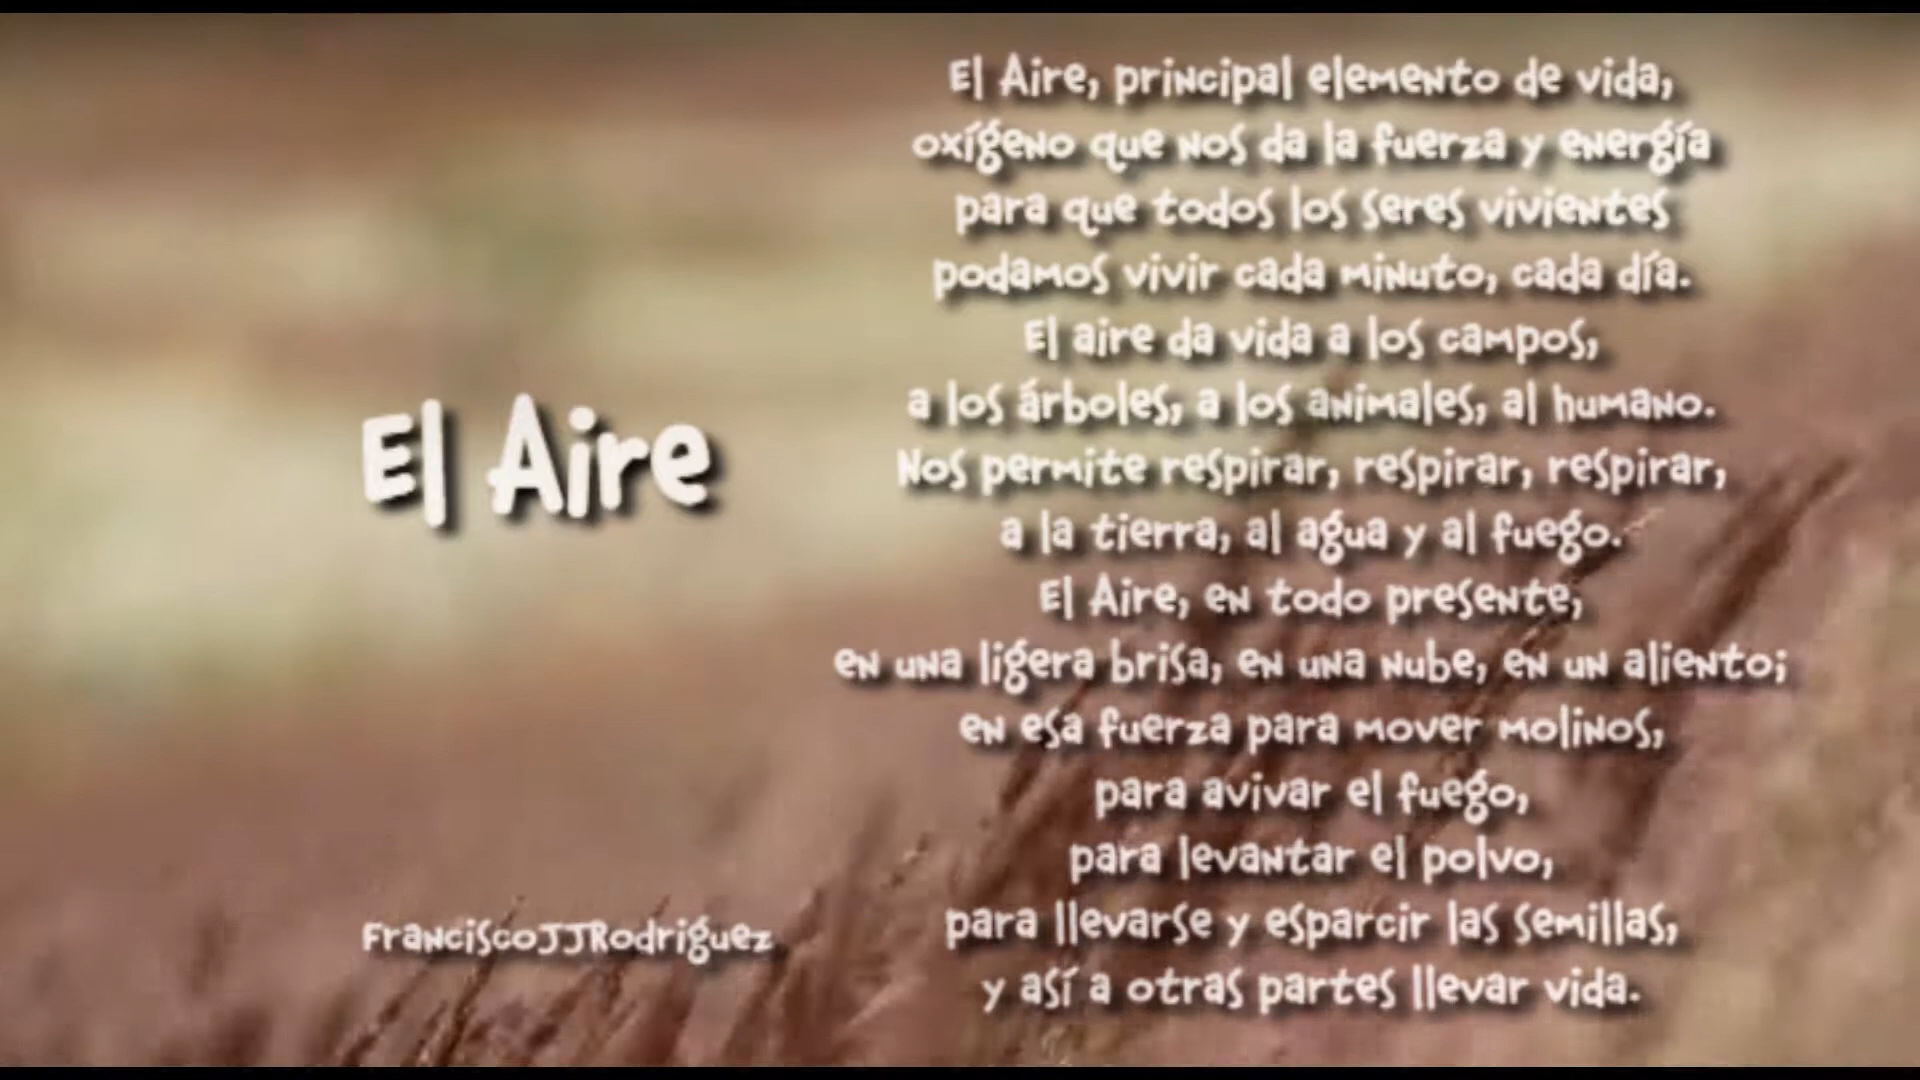 El Aire
El Aire, principal elemento de vida,
oxígeno que nos da la fuerza y energía
para que todos los seres vivientes
podamos vivir cada minuto, cada día.
El aire da vida a los campos,
a los árboles, a los animales, al humano.
Nos permite respirar, respirar, respirar,
a la tierra, al agua y al fuego.
El Aire, en todo presente,
en una ligera brisa, en una nube, en un aliento;
en esa fuerza para mover molinos,
para avivar el fuego,
para levantar el polvo,
para llevarse y esparcir las semillas,
y así a otras partes llevar vida.
FranciscoJJRodriguez